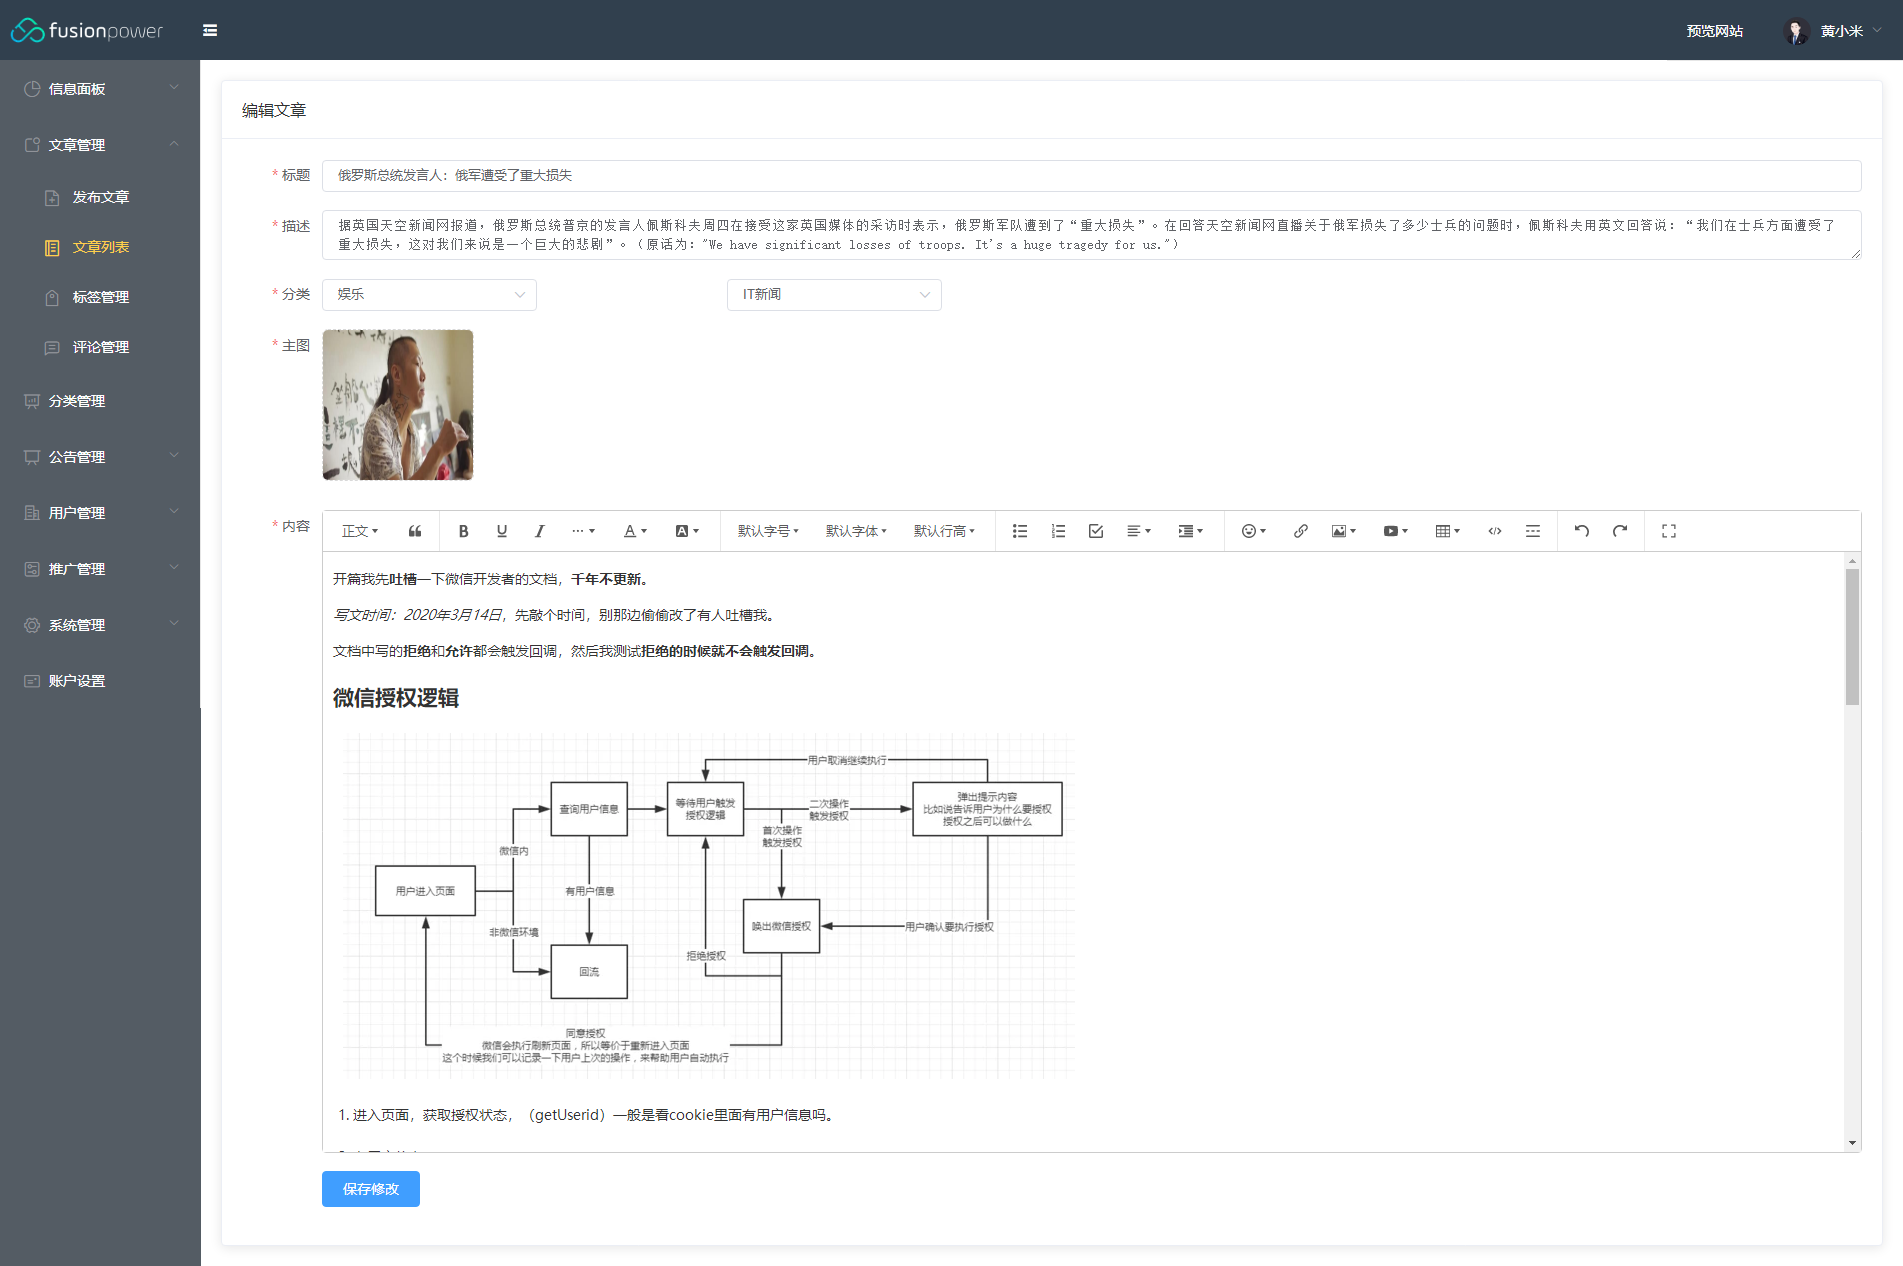 fusionpower
预览网站
黄小米
信息面板
文章管理
发布文章
文章列表
标签管理
评论管理
分类管理
公告管理
用户管理
推广管理
系统管理
账户设置
编辑文章
* 标题
俄罗斯总统发言人：俄军遭受了重大损失
* 描述
据英国天空新闻网报道，俄罗斯总统普京的发言人佩斯科夫周四在接受这家英国媒体的采访时表示，俄罗斯军队遭到了“重大损失”。在回答天空新闻网直播关于俄军损失了多少士兵的问题时，佩斯科夫用英文回答说：“我们在士兵方面遭受了
重大损失，这对我们来说是一个巨大的悲剧”。（原话为："We have significant losses of troops. It's a huge tragedy for us."）
* 分类
娱乐
IT新闻
* 主图
* 内容
正文
默认字号
默认字体
默认行高
开篇我先吐槽一下微信开发者的文档，千年不更新。
写文时间：2020年3月14日，先敲个时间，别那边偷偷改了有人吐槽我。
文档中写的拒绝和允许都会触发回调，然后我测试拒绝的时候就不会触发回调。
微信授权逻辑
用户取消继续执行
查询用户信息
等待用户触发
授权逻辑
二次操作
触发授权
弹出提示内容
比如说告诉用户为什么要授权
授权之后可以做什么
首次操作
触发授权
微信内
用户进入页面
有用户信息
非微信环境
唤出微信授权
用户确认要执行授权
拒绝授权
回流
同意授权
微信会执行刷新页面，所以等价于重新进入页面
这个时候我们可以记录一下用户上次的操作，来帮助用户自动执行
1. 进入页面，获取授权状态，（getUserid）一般是看cookie里面有用户信息吗。
保存修改